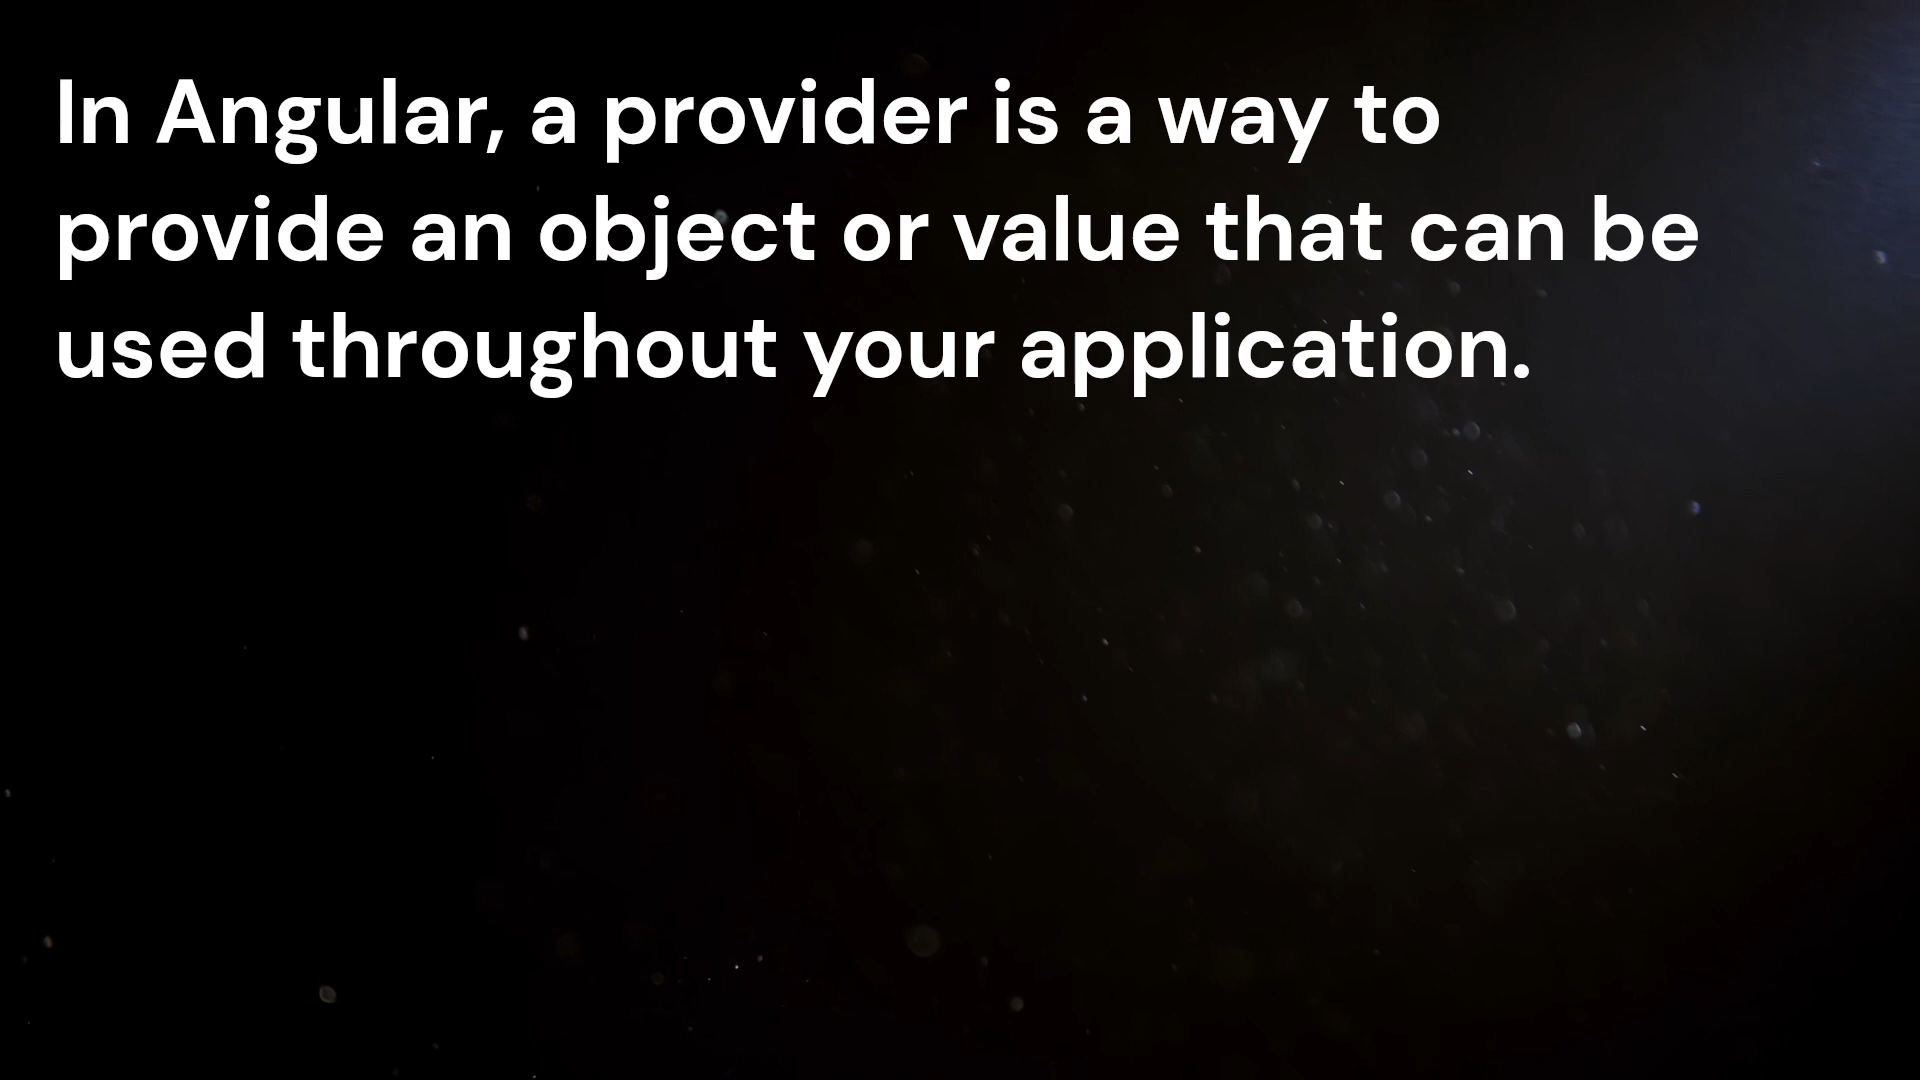 In Angular, a provider is a way to
provide an object or value that can be
used throughout your application.